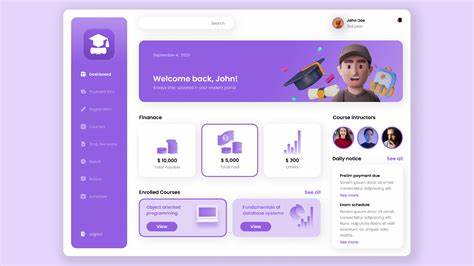 Search
John Doe
3rd year
Dashboard
Payment Info
Registration
Courses
Drop Semester
Result
Notice
Schedule
Logout
September 4, 2023
Welcome back, John!
Always stay updated in your student portal
Finance
$ 10,000
Total Payable
$ 5,000
Total Paid
$ 300
Others
Enrolled Courses
See all
Object oriented
programming
View
Fundamentals of
database systems
View
Course instructors
Daily notice
See all
Prelim payment due
Lorem ipsum dolor sit amet,
consectetur adipiscing elit.
See more
Exam schedule
Lorem ipsum dolor sit amet,
consectetur adipiscing elit.
See more